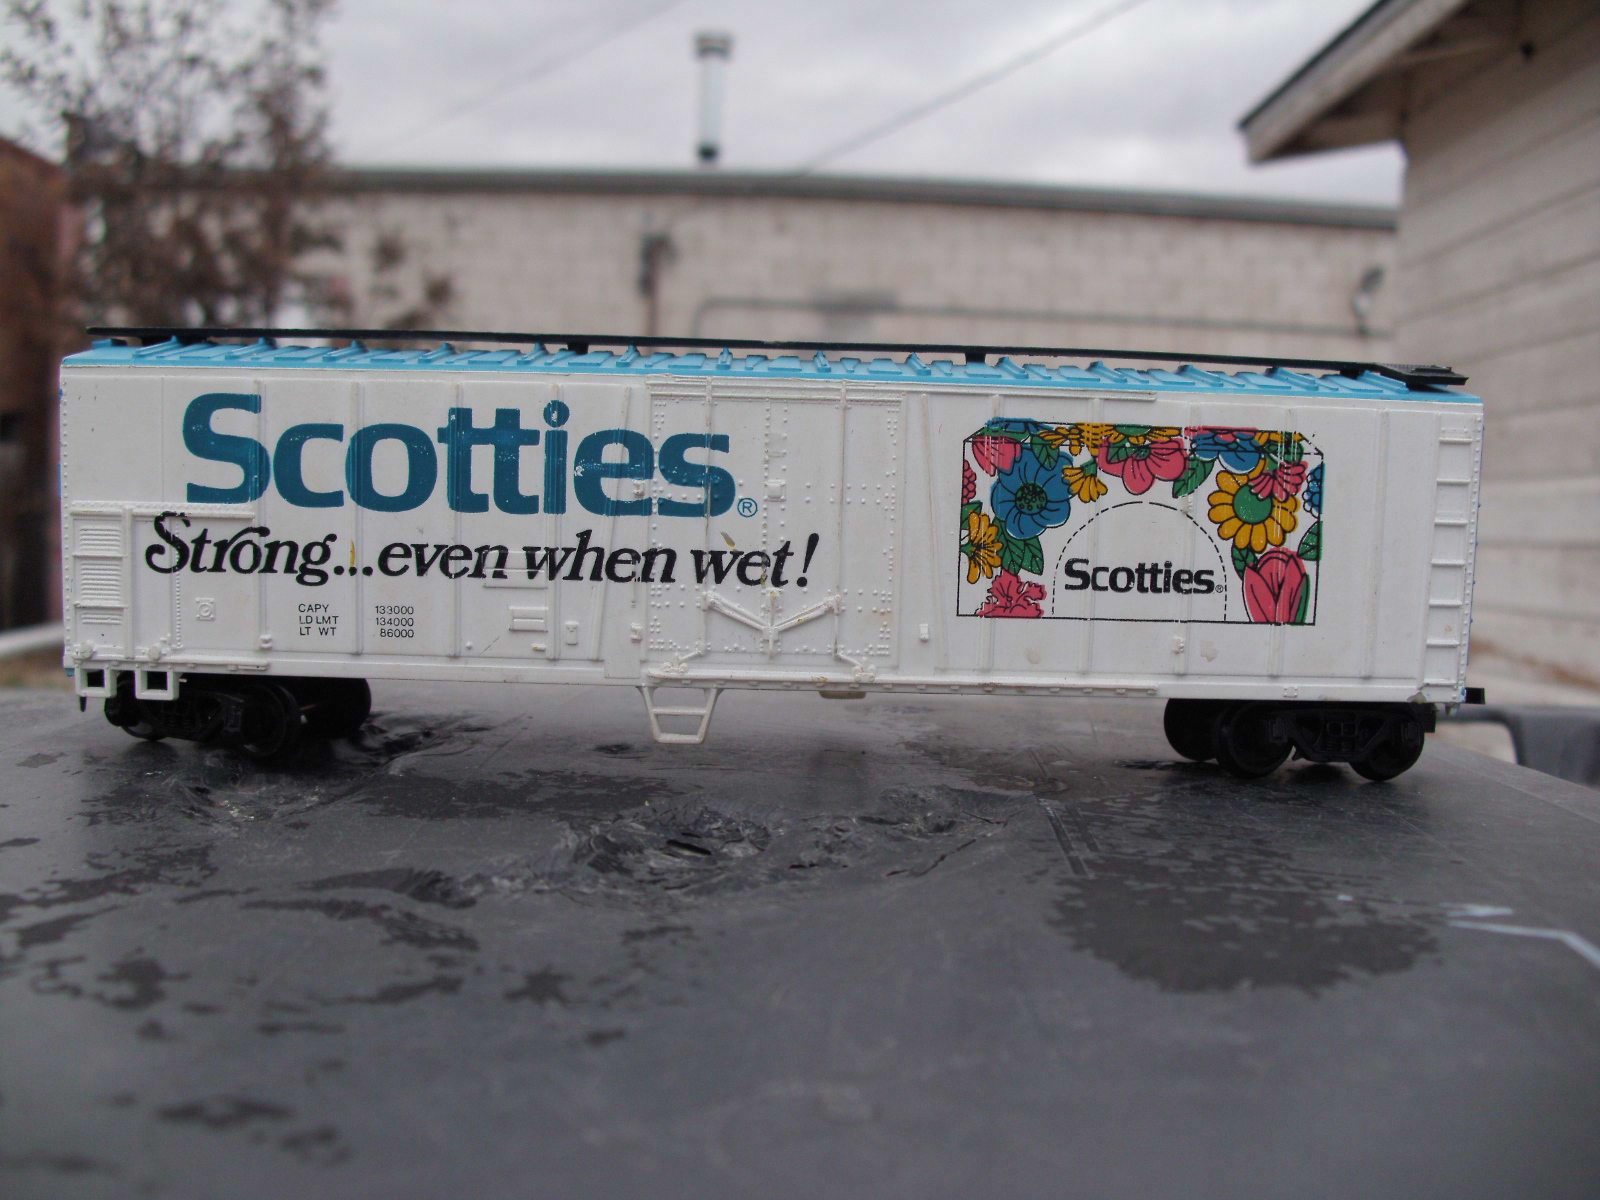 Scotties®
Strong...even when wet!
CAPY 133000
LD LMT 134000
LT WT 86000
Scotties®